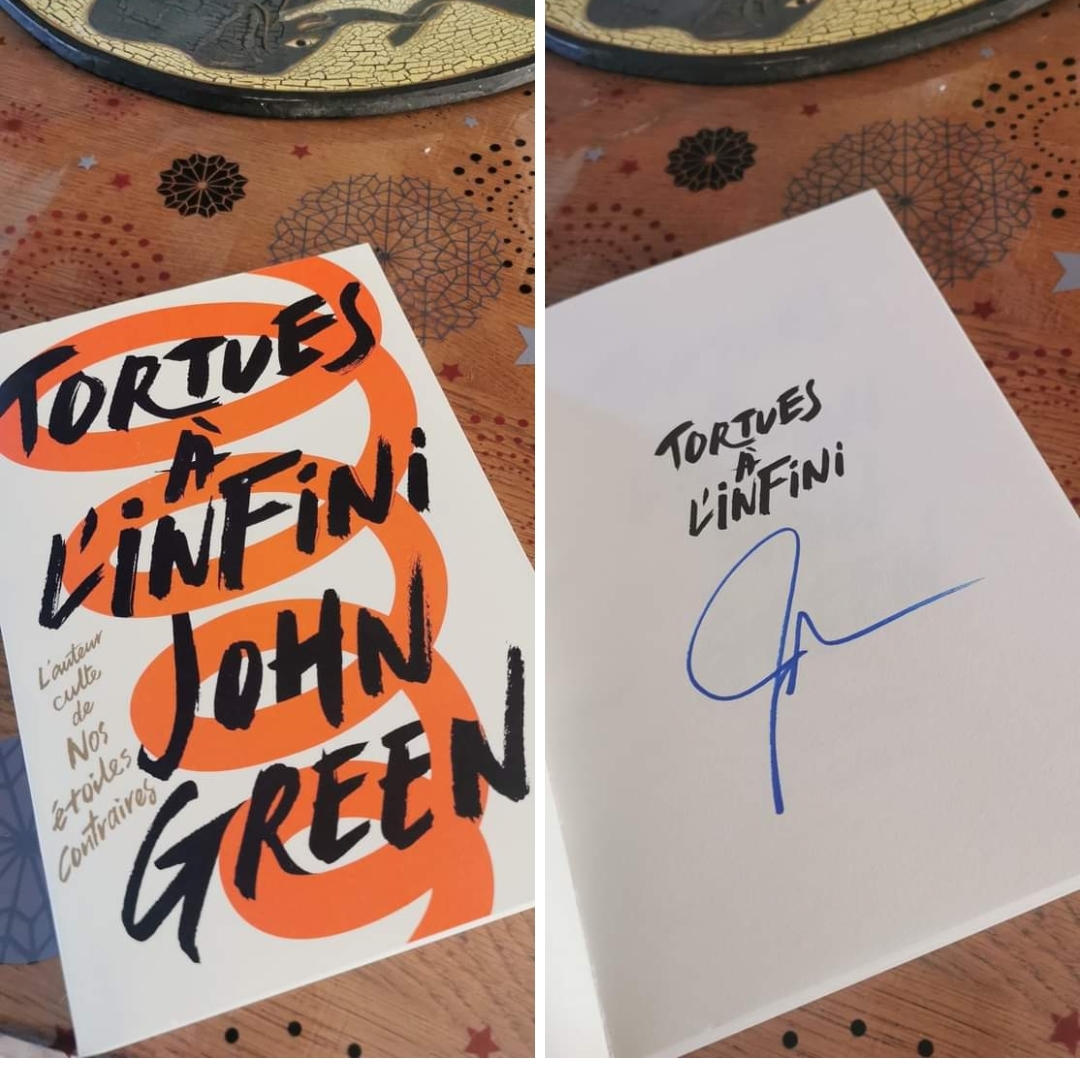 TORTUES
À
L'iNFiNi
JOHN
GREEN
L'auteur
culte
de
Nos
étoiles
contraires
TORTUES
À
L'iNFiNi